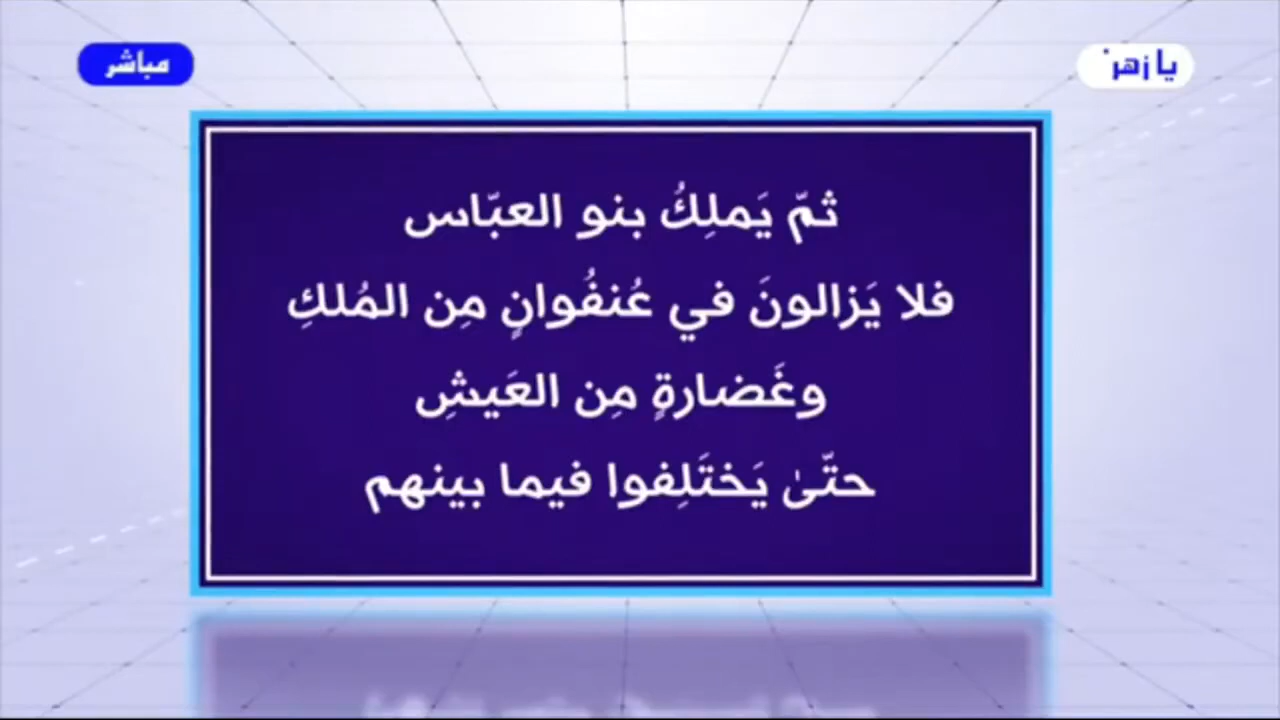 يا زهر
مباشر
ثمّ يَملِكُ بنو العبّاس
فلا يَزالونَ في عُنفُوانٍ مِن المُلكِ
وغَضارةٍ مِن العَيشِ
حتّىٰ يَختَلِفوا فيما بينهم